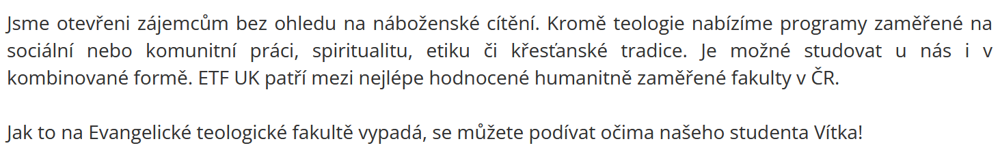 Jsme otevřeni zájemcům bez ohledu na náboženské cítění. Kromě teologie nabízíme programy zaměřené na
sociální nebo komunitní práci, spiritualitu, etiku či křesťanské tradice. Je možné studovat u nás i v
kombinované formě. ETF UK patří mezi nejlépe hodnocené humanitně zaměřené fakulty v ČR.
Jak to na Evangelické teologické fakultě vypadá, se můžete podívat očima našeho studenta Vítka!